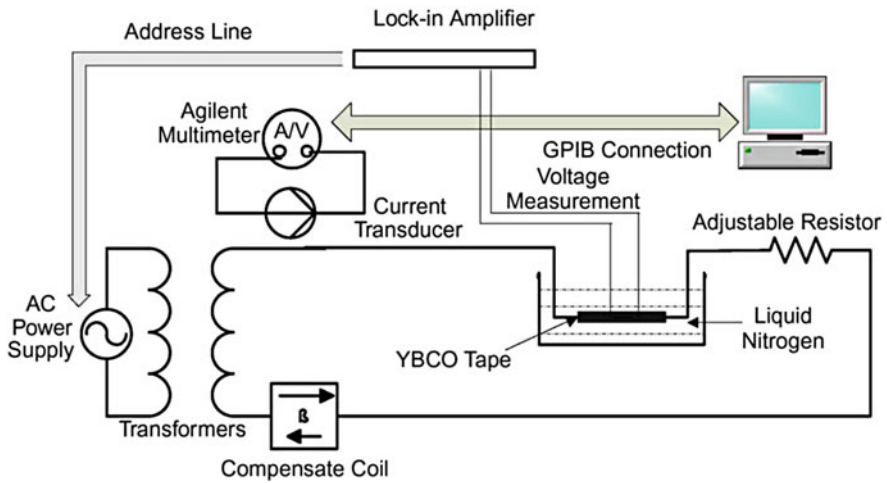 Lock-in Amplifier
Address Line
Agilent
Multimeter
A/V
GPIB Connection
Voltage
Measurement
Current
Transducer
Adjustable Resistor
AC
Power
Supply
YBCO Tape
Liquid
Nitrogen
ß
Transformers
Compensate Coil